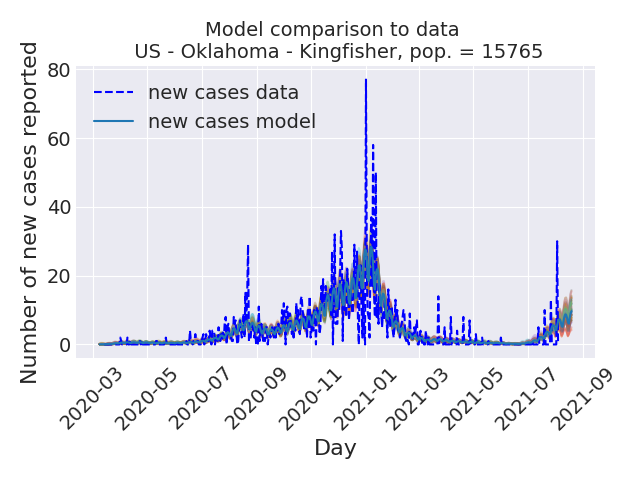 Model comparison to data
US - Oklahoma - Kingfisher, pop. = 15765
Number of new cases reported
80
60
40
20
0
new cases data
new cases model
2020-03
2020-05
2020-07
2020-09
2020-11
2021-01
2021-03
2021-05
2021-07
2021-09
Day